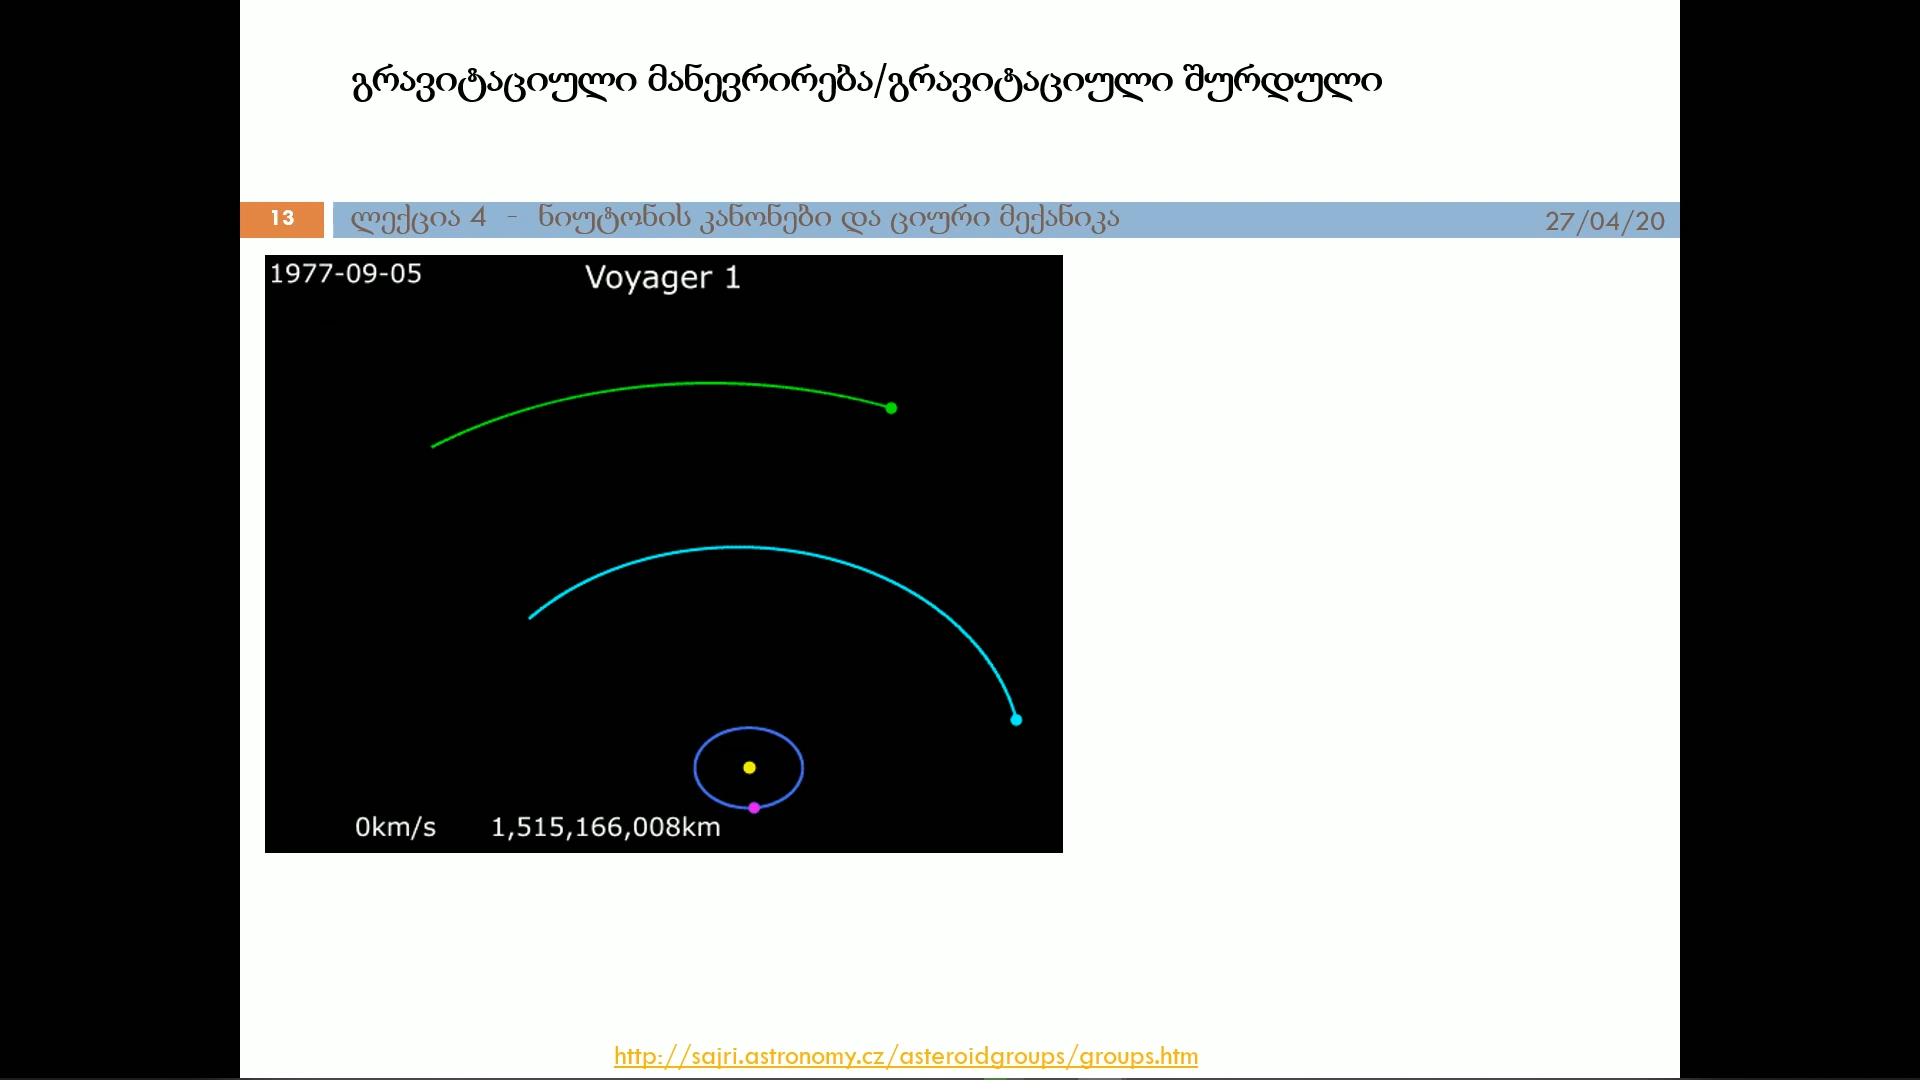 გრავიტაციული მანევრირება/გრავიტაციული შურდული
13
ლექცია 4 - ნიუტონის კანონები და ციური მექანიკა
27/04/20
1977-09-05
Voyager 1
0km/s
1,515,166,008km
http://sajri.astronomy.cz/asteroidgroups/groups.htm